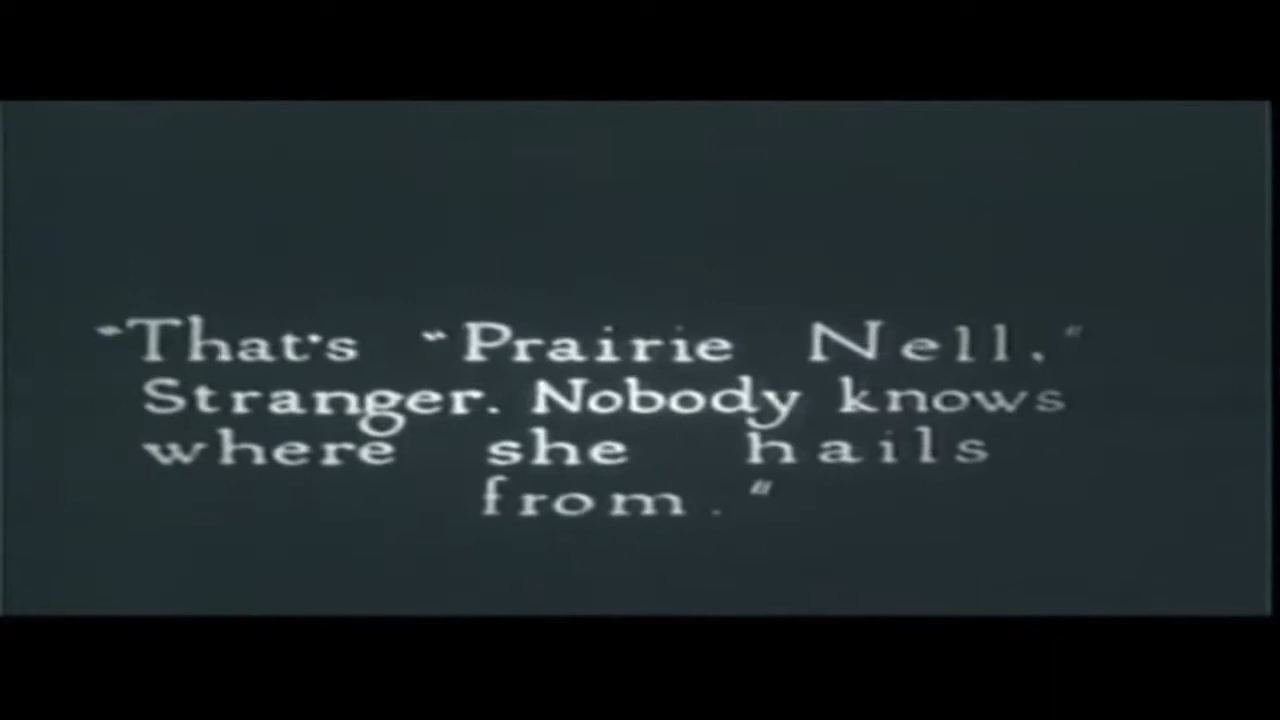 "That's "Prairie Nell,"
Stranger. Nobody knows
where she hails
from."